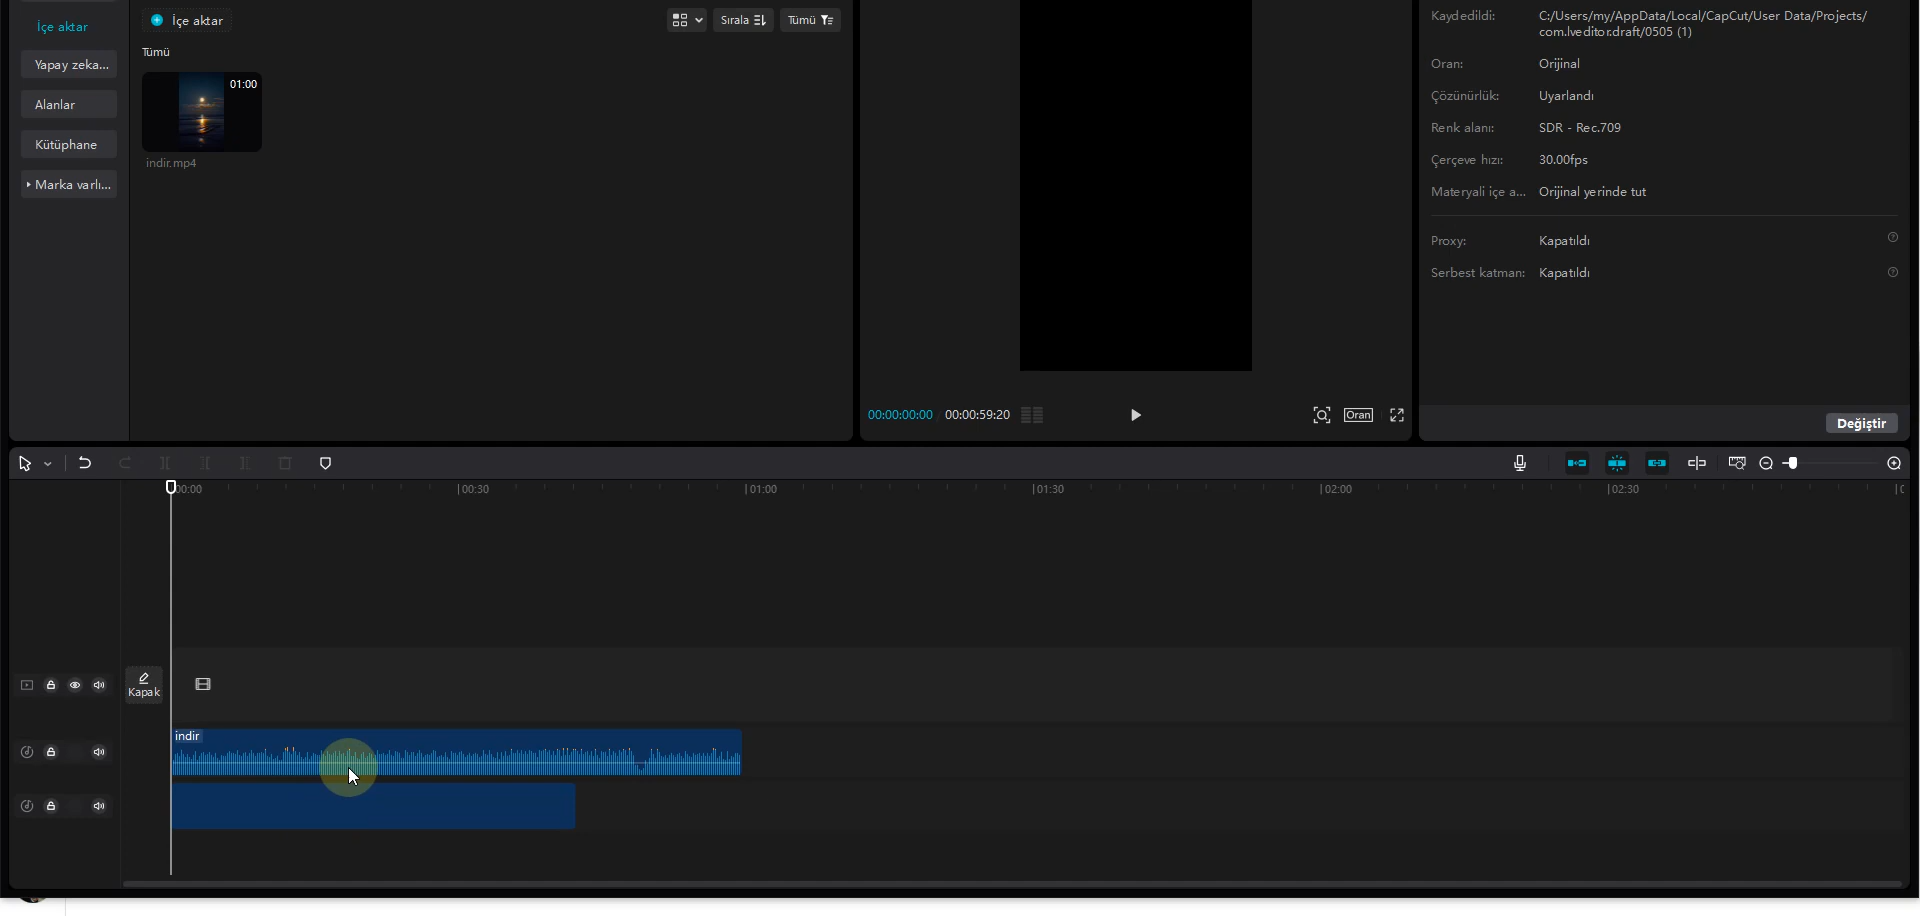 İçe aktar
Yapay zeka...
Alanlar
Kütüphane
Marka varlı...
İçe aktar
Sırala
Tümü
Tümü
01:00
indir.mp4
00:00:00:00
00:00:59:20
Oran
Kaydedildi:
C:/Users/my/AppData/Local/CapCut/User Data/Projects/
com.lveditor.draft/0505 (1)
Oran:
Orijinal
Çözünürlük:
Uyarlandı
Renk alanı:
SDR - Rec.709
Çerçeve hızı:
30.00fps
Materyali içe a...
Orijinal yerinde tut
Proxy:
Kapatıldı
Serbest katman:
Kapatıldı
Değiştir
00:00
00:30
01:00
01:30
02:00
02:30
Kapak
indir